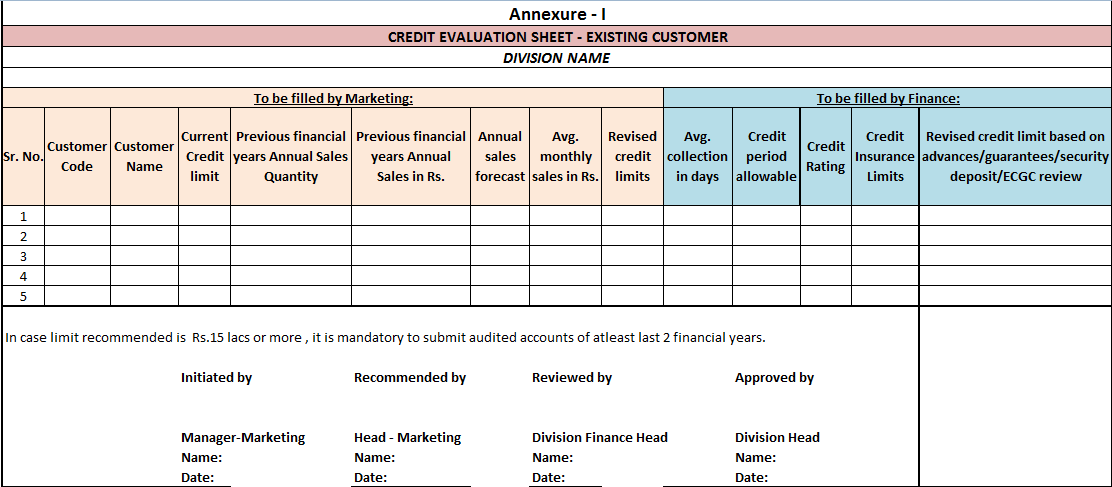 Annexure - I
CREDIT EVALUATION SHEET - EXISTING CUSTOMER
DIVISION NAME
To be filled by Marketing: To be filled by Finance:
Sr. No. Customer Code Customer Name Current Credit limit Previous financial years Annual Sales Quantity Previous financial years Annual Sales in Rs. Annual sales forecast Avg. monthly sales in Rs. Revised credit limits Avg. collection in days Credit period allowable Credit Rating Credit Insurance Limits Revised credit limit based on advances/guarantees/security deposit/ECGC review
1
2
3
4
5
In case limit recommended is Rs.15 lacs or more , it is mandatory to submit audited accounts of atleast last 2 financial years.
Initiated by Recommended by Reviewed by Approved by
Manager-Marketing Head - Marketing Division Finance Head Division Head
Name: Name: Name: Name:
Date: Date: Date: Date: